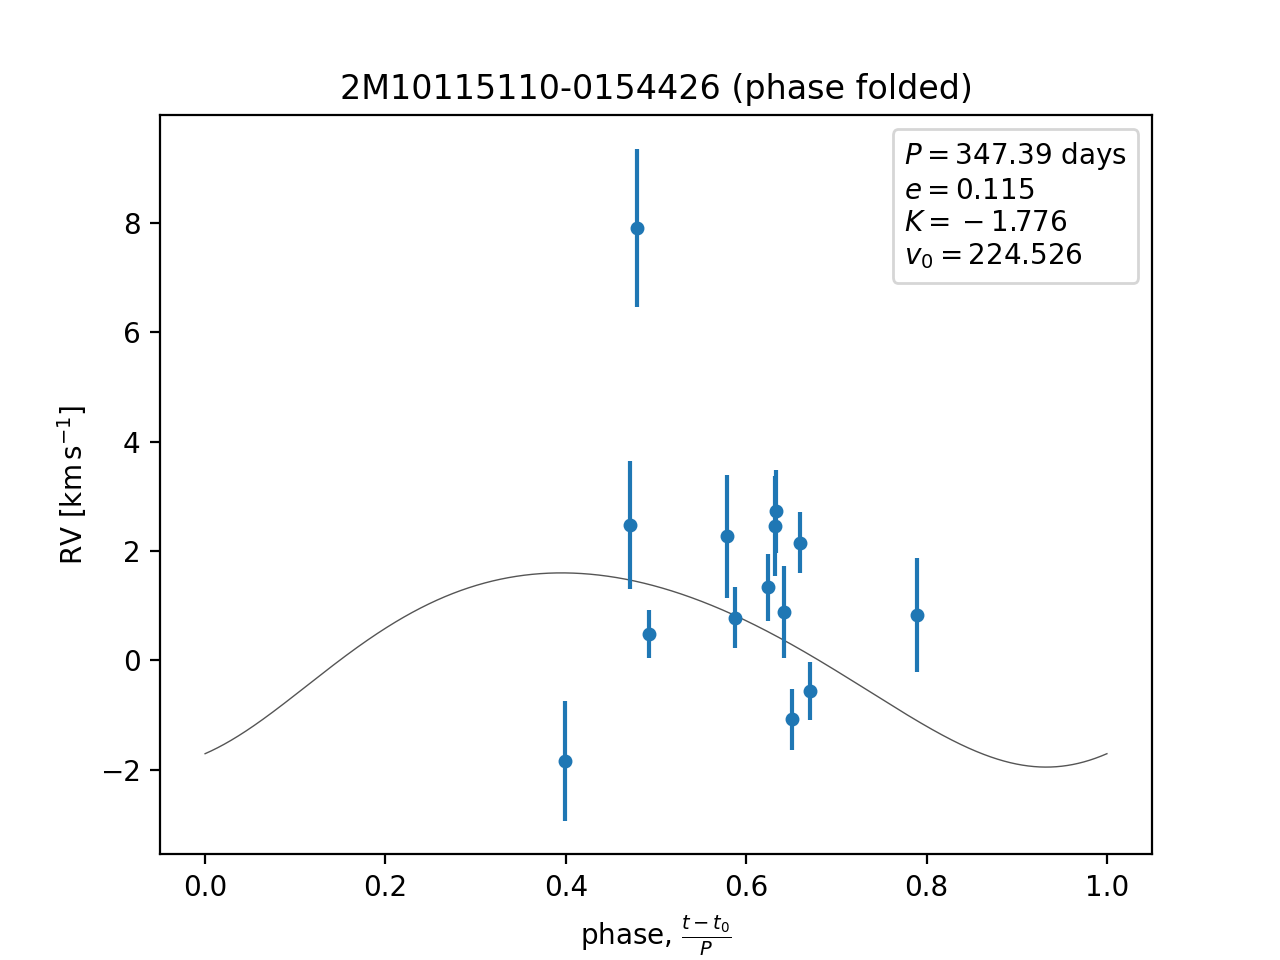 2M10115110-0154426 (phase folded)
P = 347.39 days
e = 0.115
K = −1.776
v₀ = 224.526
8
6
4
2
0
−2
RV [km s⁻¹]
0.0 0.2 0.4 0.6 0.8 1.0
phase, (t − t₀)/P